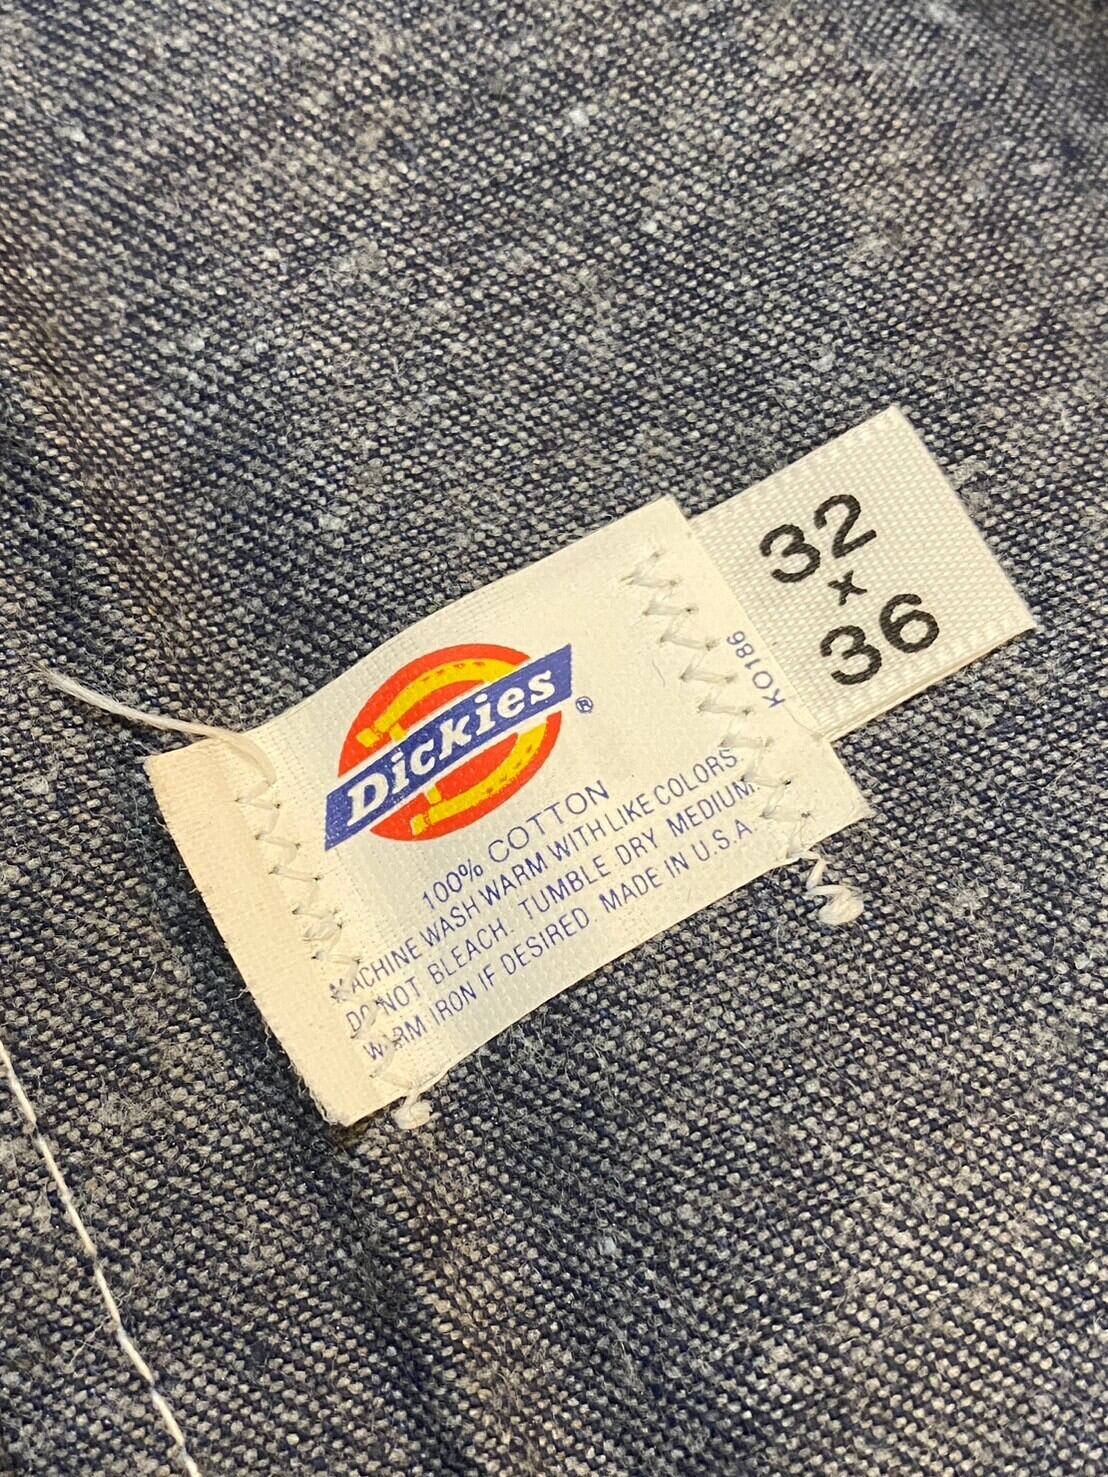 Dickies®
100% COTTON
MACHINE WASH WARM WITH LIKE COLORS.
DO NOT BLEACH. TUMBLE DRY MEDIUM.
WARM IRON IF DESIRED. MADE IN U.S.A.
KO186
32
x
36